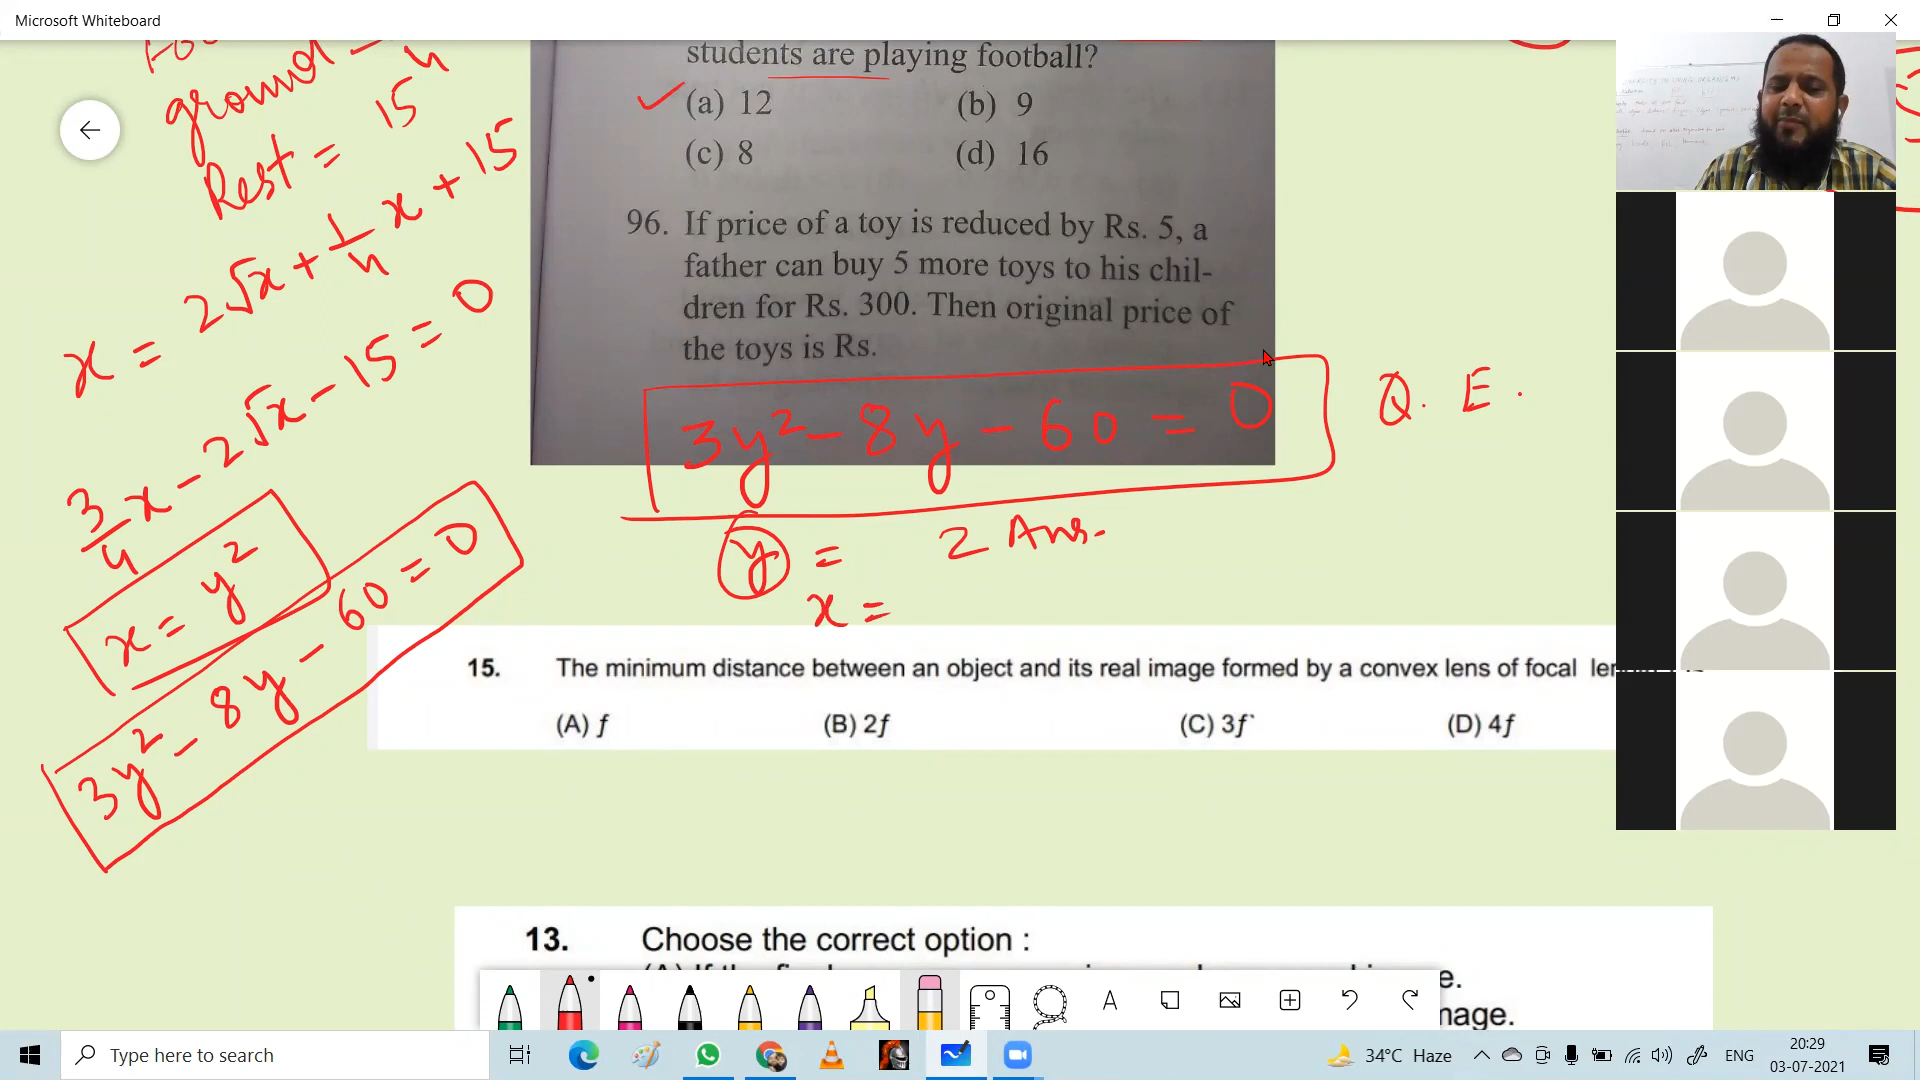 Microsoft Whiteboard
ground
15
Rest =
x = 2√x + 1/4 x + 15
3/4 x - 2√x - 15 = 0
x = y²
3y² - 8y - 60 = 0
students are playing football?
(a) 12 (b) 9
(c) 8 (d) 16
96. If price of a toy is reduced by Rs. 5, a
father can buy 5 more toys to his chil-
dren for Rs. 300. Then original price of
the toys is Rs.
3y² - 8y - 60 = 0 Q. E.
y = 2 Ans.
x =
15. The minimum distance between an object and its real image formed by a convex lens of focal
(A) f (B) 2f (C) 3f (D) 4f
13. Choose the correct option :
Type here to search
34°C Haze
ENG
20:29
03-07-2021